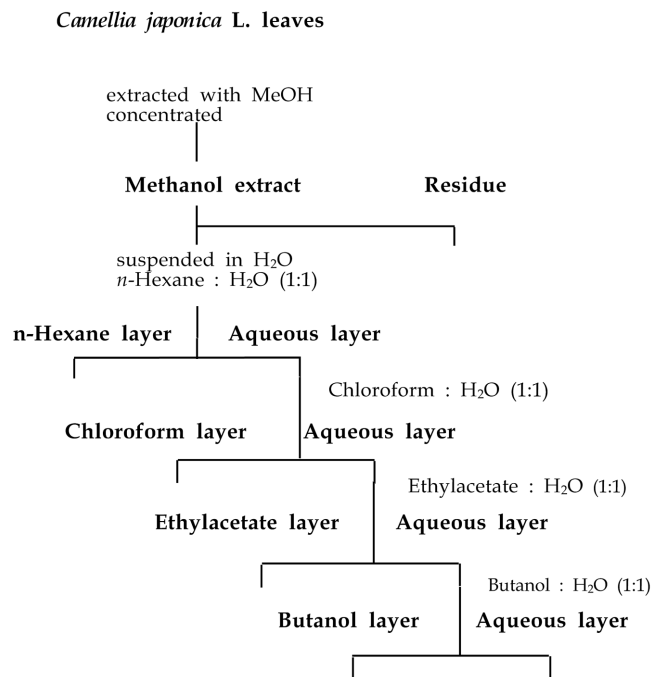 Camellia japonica L. leaves
extracted with MeOH
concentrated
Methanol extract Residue
suspended in H₂O
n-Hexane : H₂O (1:1)
n-Hexane layer Aqueous layer
Chloroform : H₂O (1:1)
Chloroform layer Aqueous layer
Ethylacetate : H₂O (1:1)
Ethylacetate layer Aqueous layer
Butanol : H₂O (1:1)
Butanol layer Aqueous layer